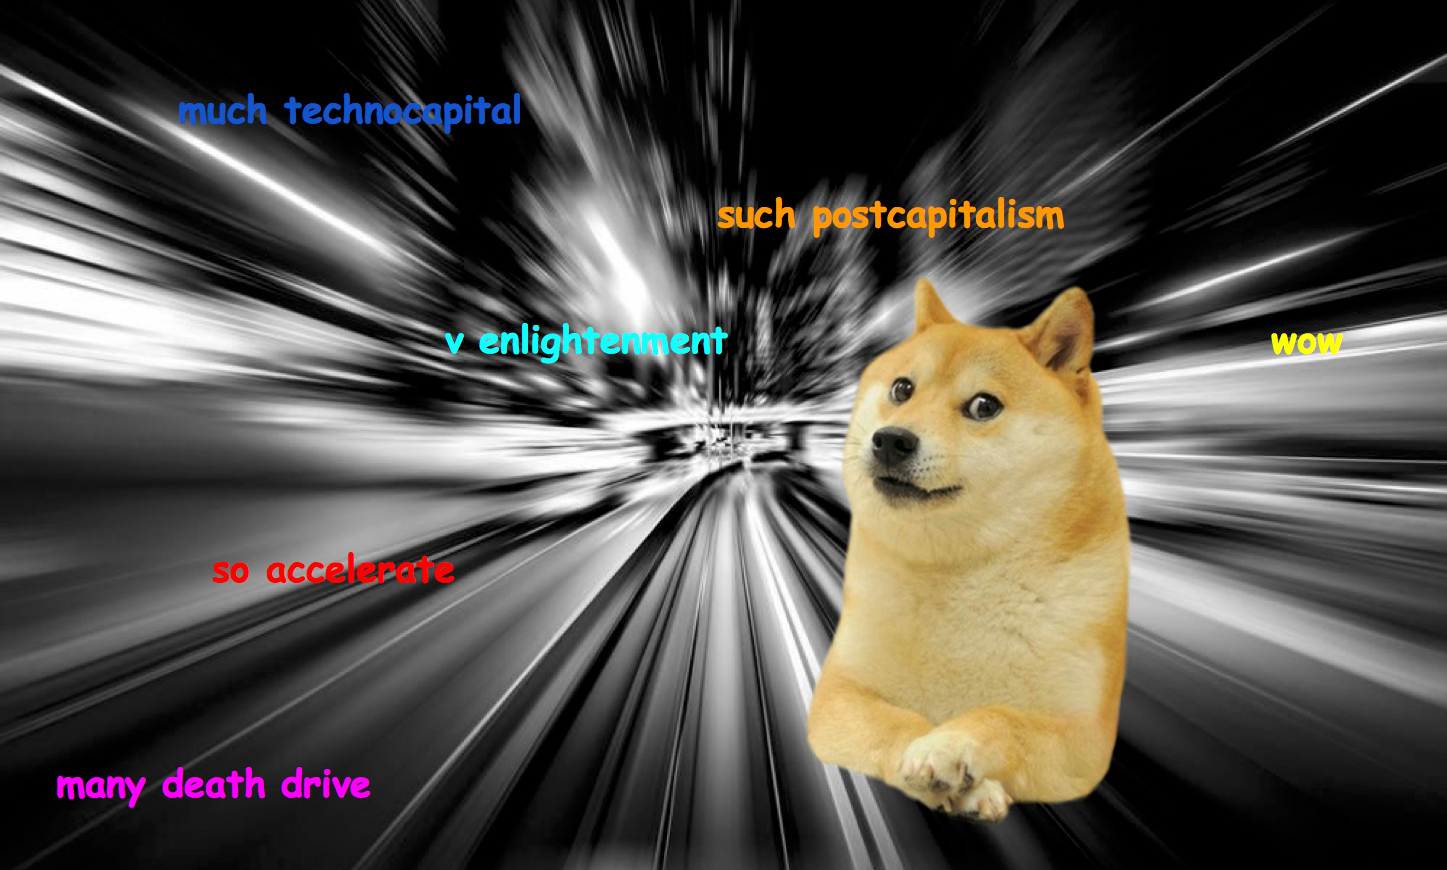 much technocapital
such postcapitalism
v enlightenment
wow
so accelerate
many death drive